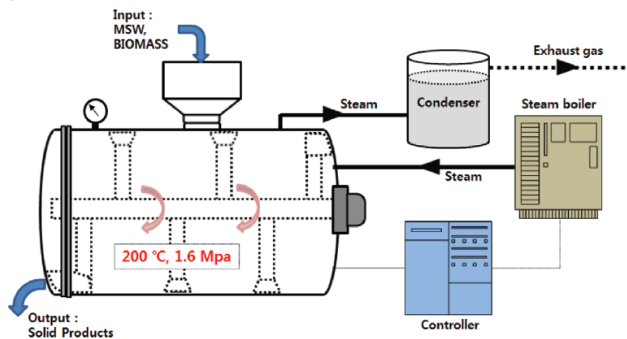 Input :
MSW,
BIOMASS
Exhaust gas
Steam
Condenser
Steam boiler
Steam
200 ℃, 1.6 Mpa
Output :
Solid Products
Controller